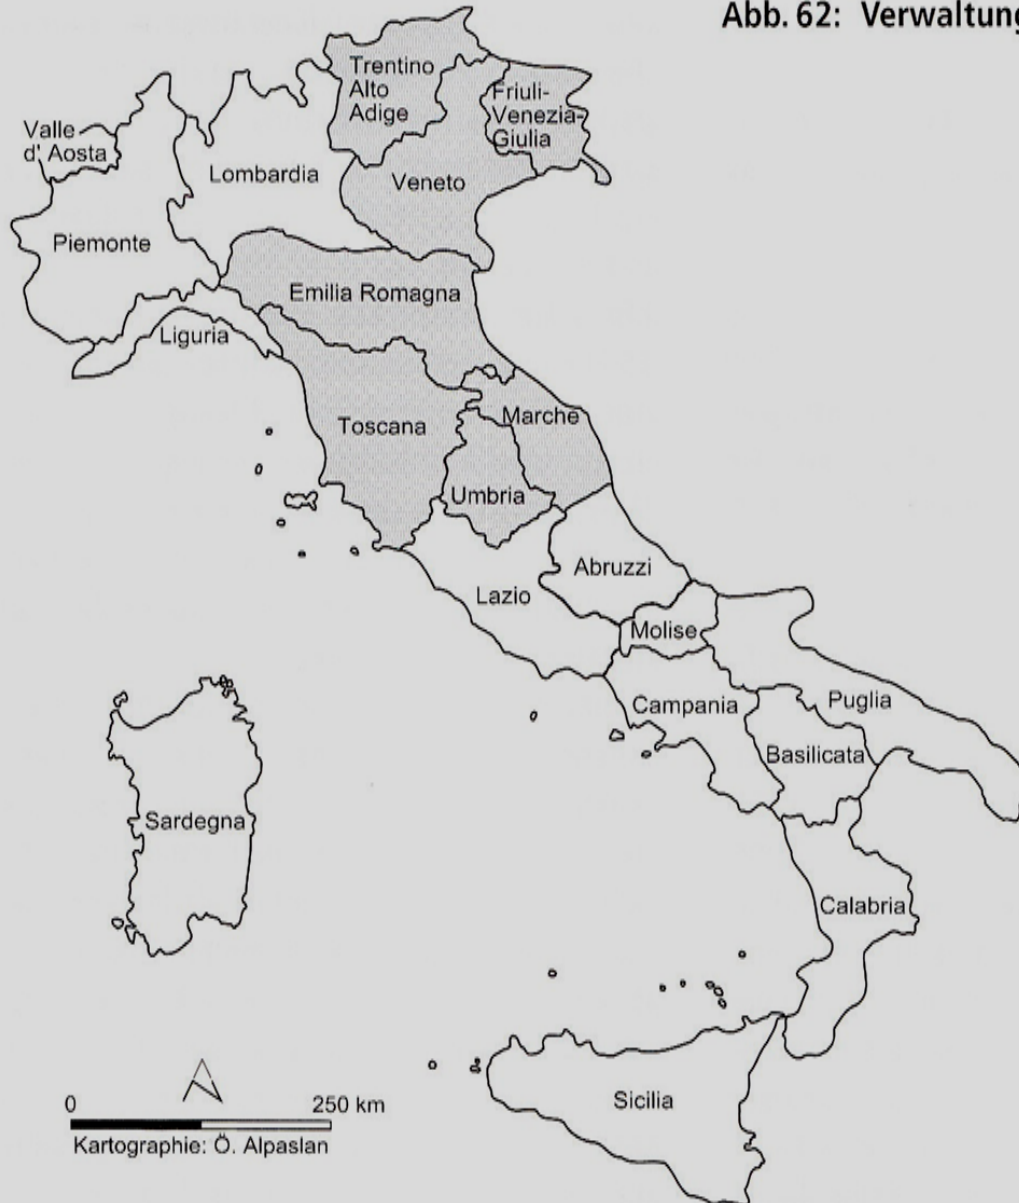 Abb. 62: Verwaltung
Trentino
Alto
Adige
Friuli-
Venezia-
Giulia
Valle
d' Aosta
Lombardia
Veneto
Piemonte
Emilia Romagna
Liguria
Toscana
Marche
Umbria
Abruzzi
Lazio
Molise
Campania
Puglia
Basilicata
Sardegna
Calabria
Sicilia
0 250 km
Kartographie: Ö. Alpaslan